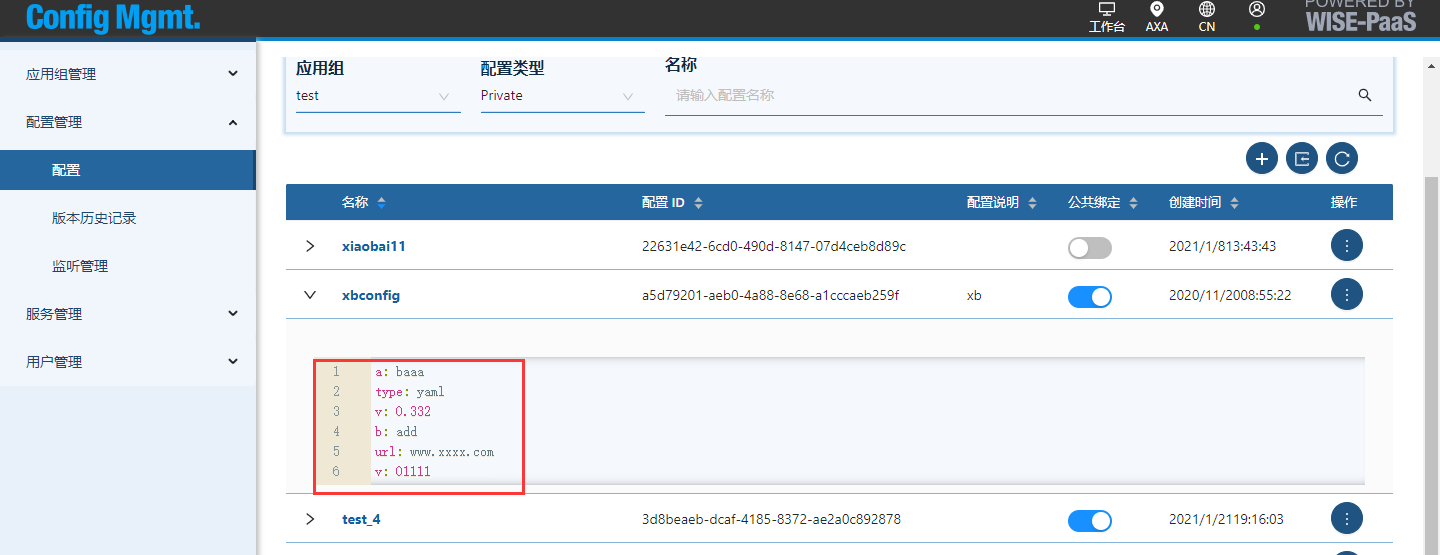 Config Mgmt.
工作台
AXA
CN
POWERED BY
WISE-PaaS
应用组管理
配置管理
配置
版本历史记录
监听管理
服务管理
用户管理
应用组
配置类型
名称
test
Private
请输入配置名称
名称 配置 ID 配置说明 公共绑定 创建时间 操作
xiaobai11 22631e42-6cd0-490d-8147-07d4ceb8d89c 2021/1/813:43:43
xbconfig a5d79201-aeb0-4a88-8e68-a1cccaeb259f xb 2020/11/2008:55:22
1 a: baaa
2 type: yaml
3 v: 0.332
4 b: add
5 url: www.xxxx.com
6 v: 01111
test_4 3d8beaeb-dcaf-4185-8372-ae2a0c892878 2021/1/2119:16:03